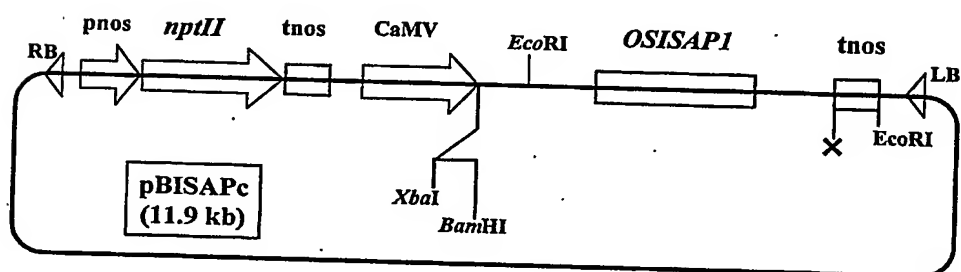 RB
pnos
nptII
tnos
CaMV
EcoRI
OSISAP1
tnos
LB
×
EcoRI
XbaI
BamHI
pBISAPc
(11.9 kb)